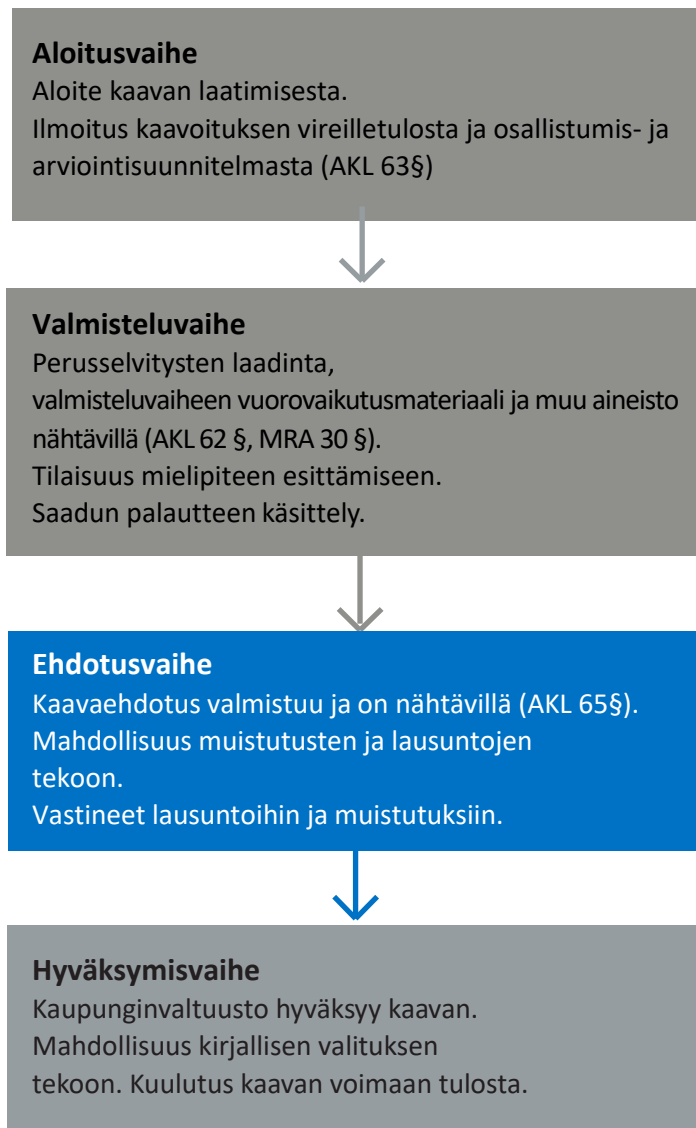 Aloitusvaihe
Aloite kaavan laatimisesta.
Ilmoitus kaavoituksen vireilletulosta ja osallistumis- ja
arviointisuunnitelmasta (AKL 63§)
Valmisteluvaihe
Perusselvitysten laadinta,
valmisteluvaiheen vuorovaikutusmateriaali ja muu aineisto
nähtävillä (AKL 62 §, MRA 30 §).
Tilaisuus mielipiteen esittämiseen.
Saadun palautteen käsittely.
Ehdotusvaihe
Kaavaehdotus valmistuu ja on nähtävillä (AKL 65§).
Mahdollisuus muistutusten ja lausuntojen
tekoon.
Vastineet lausuntoihin ja muistutuksiin.
Hyväksymisvaihe
Kaupunginvaltuusto hyväksyy kaavan.
Mahdollisuus kirjallisen valituksen
tekoon. Kuulutus kaavan voimaan tulosta.